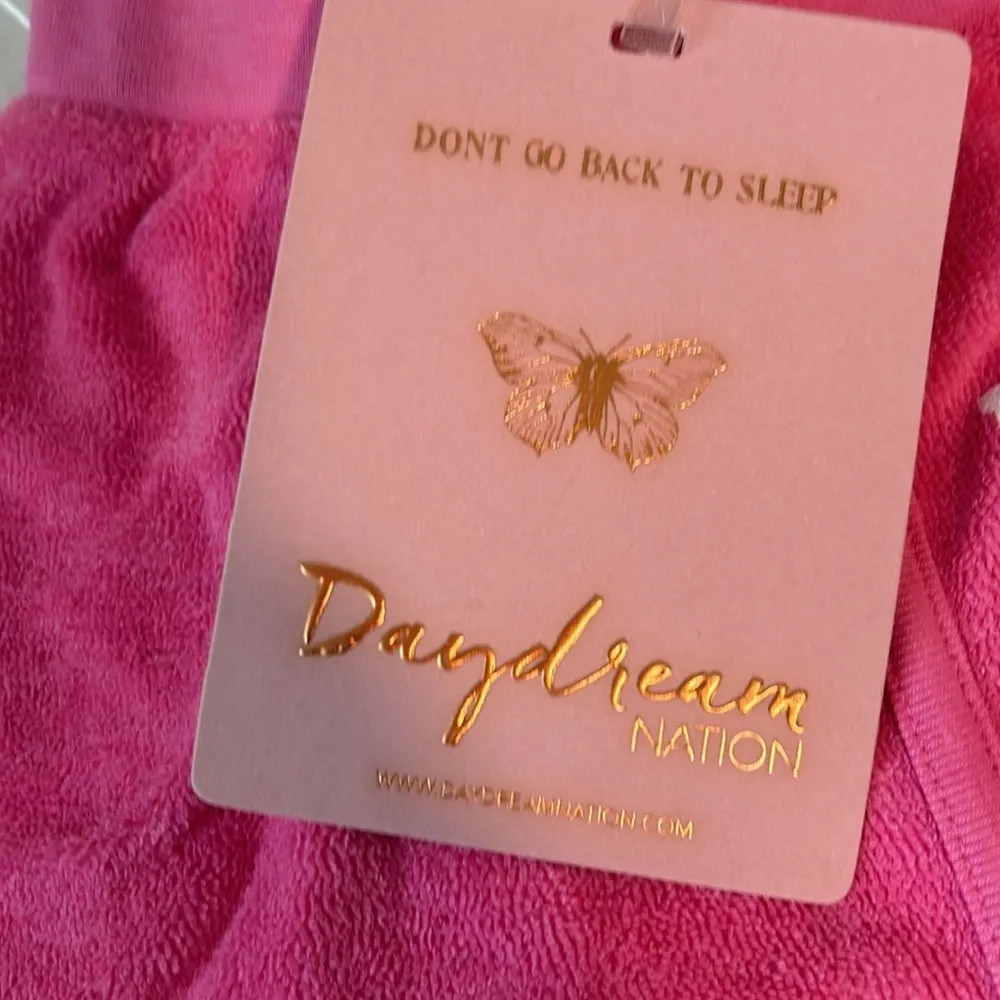 DONT GO BACK TO SLEEP
Daydream
NATION
WWW.DAYDREAMNATION.COM